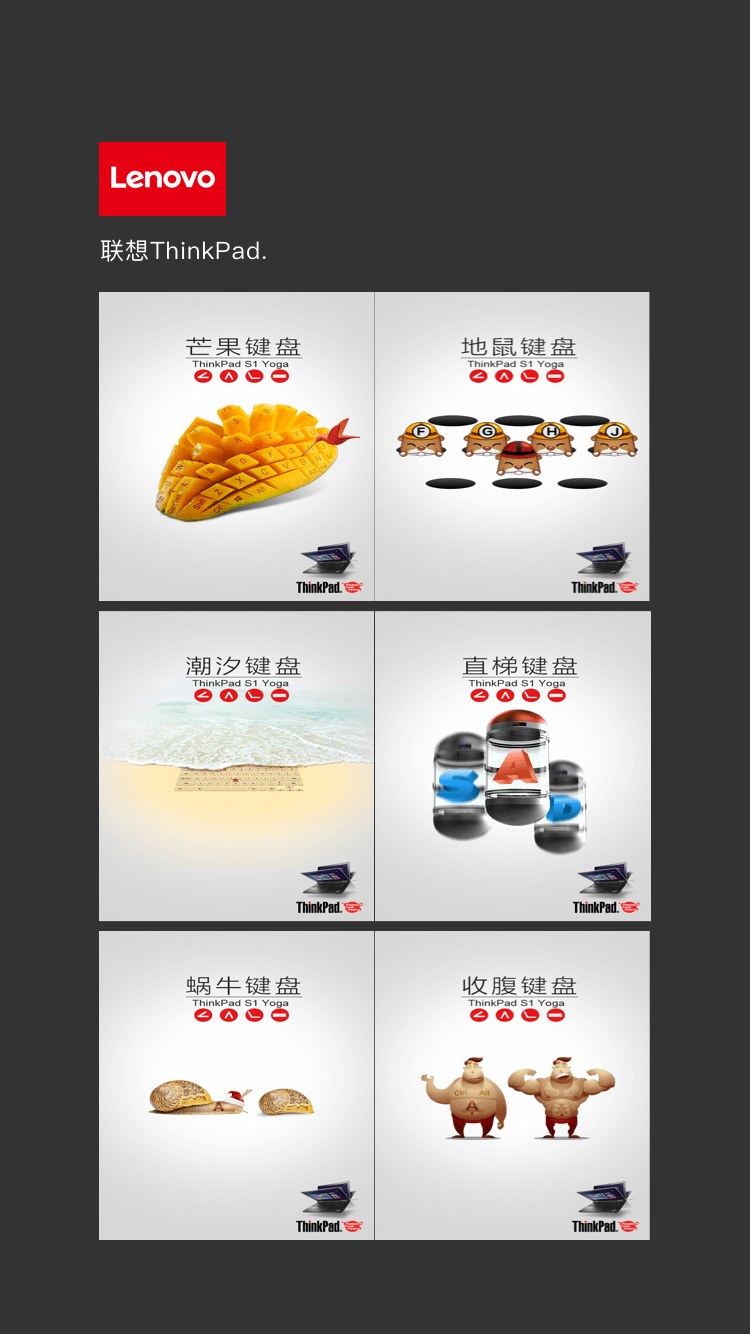 Lenovo
联想ThinkPad.
芒果键盘
ThinkPad S1 Yoga
ThinkPad.
地鼠键盘
ThinkPad S1 Yoga
F G H J
ThinkPad.
潮汐键盘
ThinkPad S1 Yoga
ThinkPad.
直梯键盘
ThinkPad S1 Yoga
S A D
ThinkPad.
蜗牛键盘
ThinkPad S1 Yoga
A
ThinkPad.
收腹键盘
ThinkPad S1 Yoga
Ctrl Alt
A
ThinkPad.